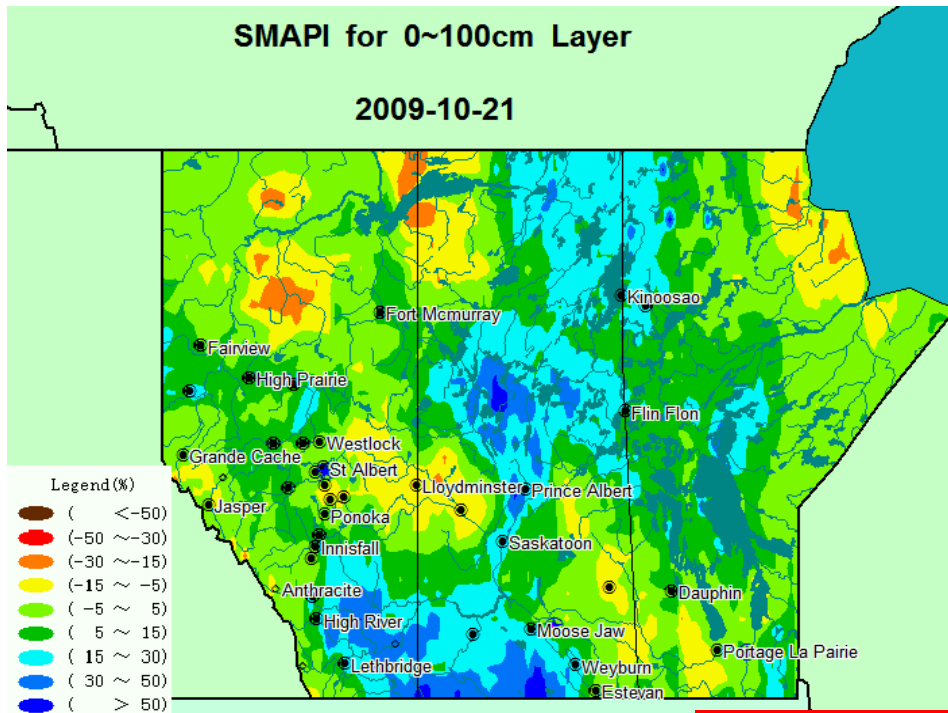 SMAPI for 0~100cm Layer
2009-10-21
Kinoosao
Fort Mcmurray
Fairview
High Prairie
Flin Flon
Westlock
Grande Cache
St Albert
Lloydminster
Prince Albert
Jasper
Ponoka
Saskatoon
Innisfall
Anthracite
Dauphin
High River
Moose Jaw
Portage La Pairie
Lethbridge
Weyburn
Estevan
Legend(%)
( <-50)
(-50 ~-30)
(-30 ~-15)
(-15 ~ -5)
( -5 ~ 5)
( 5 ~ 15)
( 15 ~ 30)
( 30 ~ 50)
( > 50)